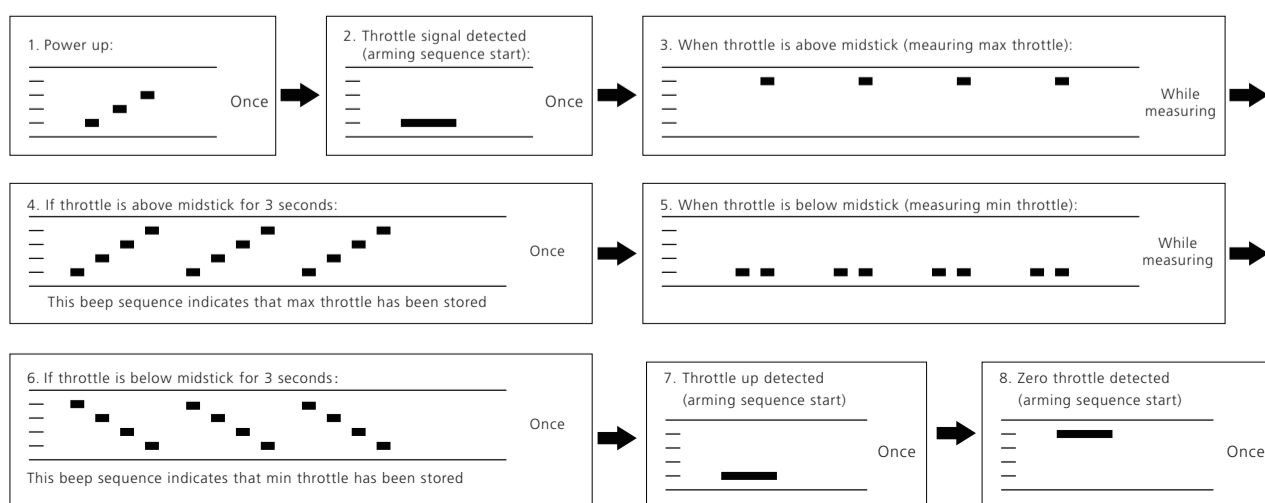 1. Power up:
Once
2. Throttle signal detected
(arming sequence start):
Once
3. When throttle is above midstick (meauring max throttle):
While
measuring
4. If throttle is above midstick for 3 seconds:
Once
This beep sequence indicates that max throttle has been stored
5. When throttle is below midstick (measuring min throttle):
While
measuring
6. If throttle is below midstick for 3 seconds:
Once
This beep sequence indicates that min throttle has been stored
7. Throttle up detected
(arming sequence start)
Once
8. Zero throttle detected
(arming sequence start)
Once